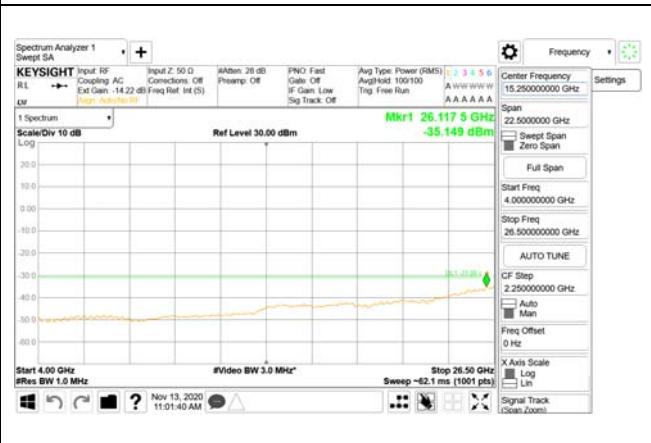 Spectrum Analyzer 1
Swept SA
Frequency
KEYSIGHT Input: RF Input Z: 50 Ω #Atten: 28 dB PNO: Fast Avg Type: Power (RMS) 1 2 3 4 5 6
RL Coupling: AC Corrections: Off Preamp: Off Gate: Off Avg|Hold: 100/100 A W W W W W
Ext Gain: -14.22 dB Freq Ref: Int (S) IF Gain: Low Trig: Free Run
Align: Auto/No RF Sig Track: Off A A A A A A
Center Frequency
15.250000000 GHz
Settings
1 Spectrum
Mkr1 26.117 5 GHz
Scale/Div 10 dB Ref Level 30.00 dBm -35.149 dBm
Log
Span
22.5000000 GHz
Swept Span
Zero Span
Full Span
Start Freq
4.000000000 GHz
Stop Freq
26.500000000 GHz
AUTO TUNE
CF Step
2.250000000 GHz
Auto
Man
Freq Offset
0 Hz
X Axis Scale
Log
Lin
Signal Track
(Span Zoom)
20.0
10.0
0.00
-10.0
-20.0
-30.0
-40.0
-50.0
-60.0
Start 4.00 GHz #Video BW 3.0 MHz* Stop 26.50 GHz
#Res BW 1.0 MHz Sweep ~62.1 ms (1001 pts)
Nov 13, 2020
11:01:40 AM